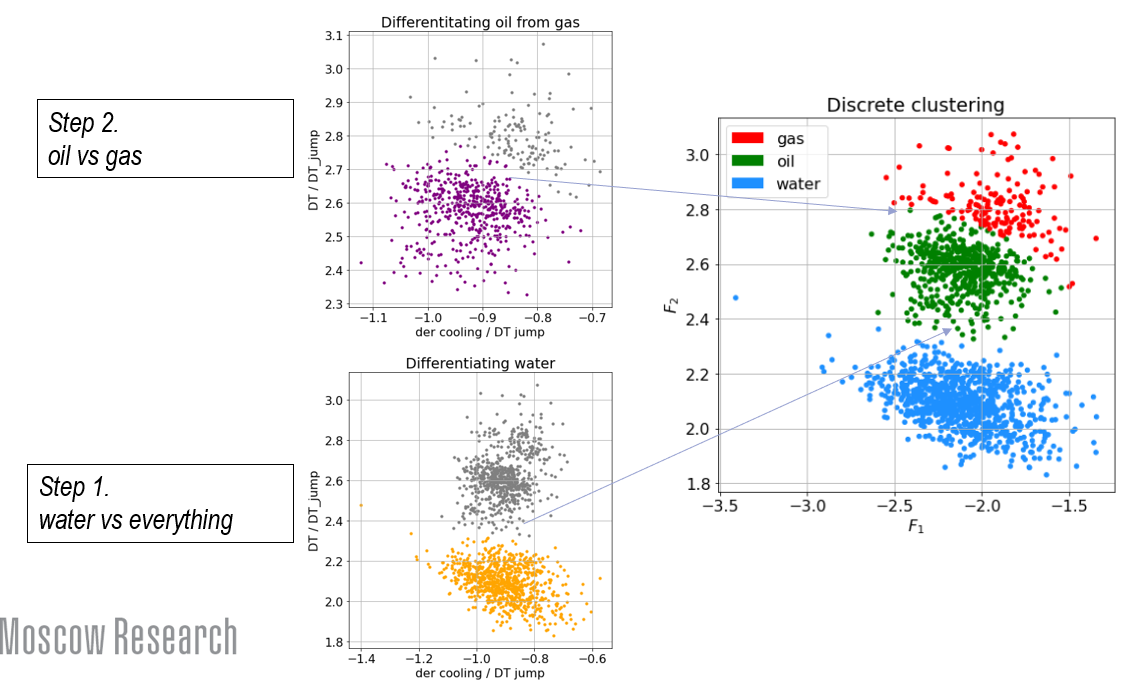 Differentitating oil from gas
3.1
3.0
2.9
2.8
2.7
2.6
2.5
2.4
2.3
DT / DT_jump
−1.1 −1.0 −0.9 −0.8 −0.7
der cooling / DT jump
Step 2.
oil vs gas
Differentiating water
3.0
2.8
2.6
2.4
2.2
2.0
1.8
DT / DT_jump
−1.4 −1.2 −1.0 −0.8 −0.6
der cooling / DT jump
Step 1.
water vs everything
Discrete clustering
gas
oil
water
3.0
2.8
2.6
2.4
2.2
2.0
1.8
F₂
−3.5 −3.0 −2.5 −2.0 −1.5
F₁
Moscow Research